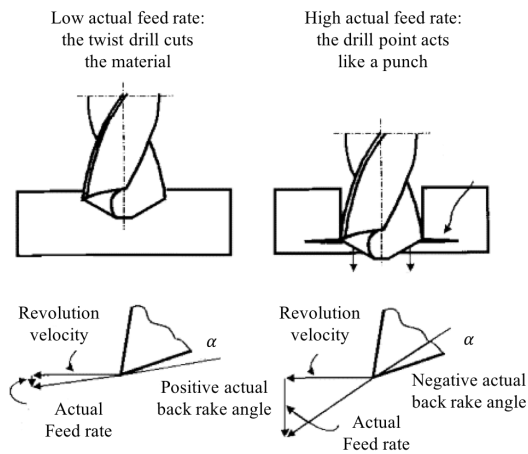 Low actual feed rate:
the twist drill cuts
the material
High actual feed rate:
the drill point acts
like a punch
Revolution
velocity
α
Positive actual
back rake angle
Actual
Feed rate
Revolution
velocity
α
Negative actual
back rake angle
Actual
Feed rate